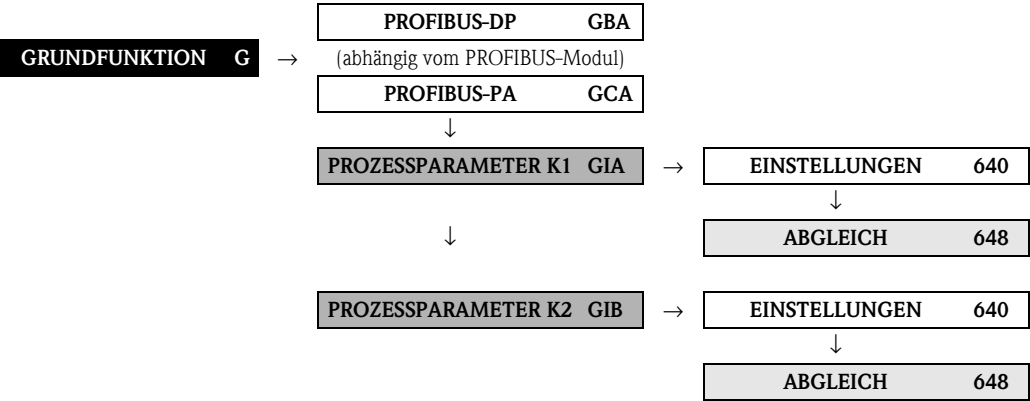 PROFIBUS-DP GBA
GRUNDFUNKTION G → (abhängig vom PROFIBUS-Modul)
PROFIBUS-PA GCA
↓
PROZESSPARAMETER K1 GIA → EINSTELLUNGEN 640
↓
↓ ABGLEICH 648
PROZESSPARAMETER K2 GIB → EINSTELLUNGEN 640
↓
ABGLEICH 648